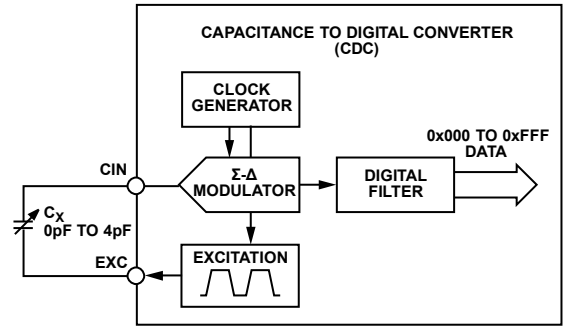 CAPACITANCE TO DIGITAL CONVERTER
(CDC)
CLOCK
GENERATOR
0x000 TO 0xFFF
DATA
CIN
Σ-Δ
MODULATOR
DIGITAL
FILTER
CX
0pF TO 4pF
EXC
EXCITATION